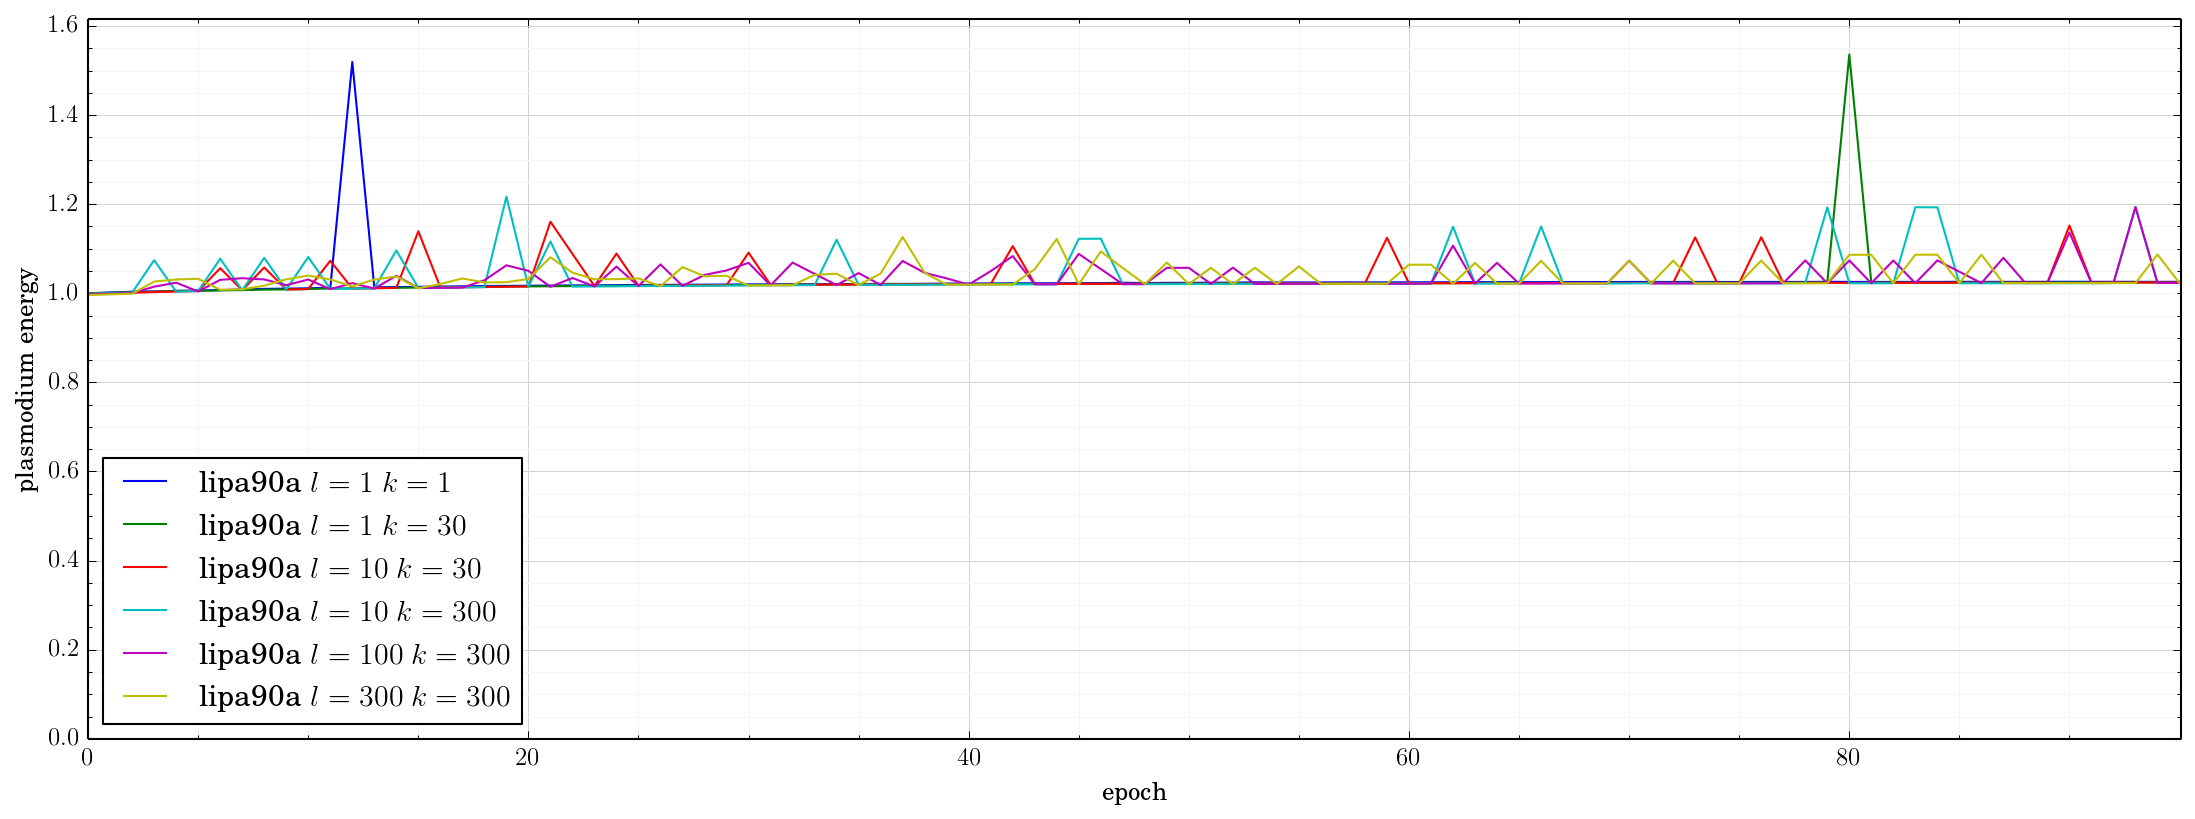 1.6
1.4
1.2
1.0
0.8
0.6
0.4
0.2
0.0
plasmodium energy
lipa90a l = 1 k = 1
lipa90a l = 1 k = 30
lipa90a l = 10 k = 30
lipa90a l = 10 k = 300
lipa90a l = 100 k = 300
lipa90a l = 300 k = 300
0 20 40 60 80
epoch